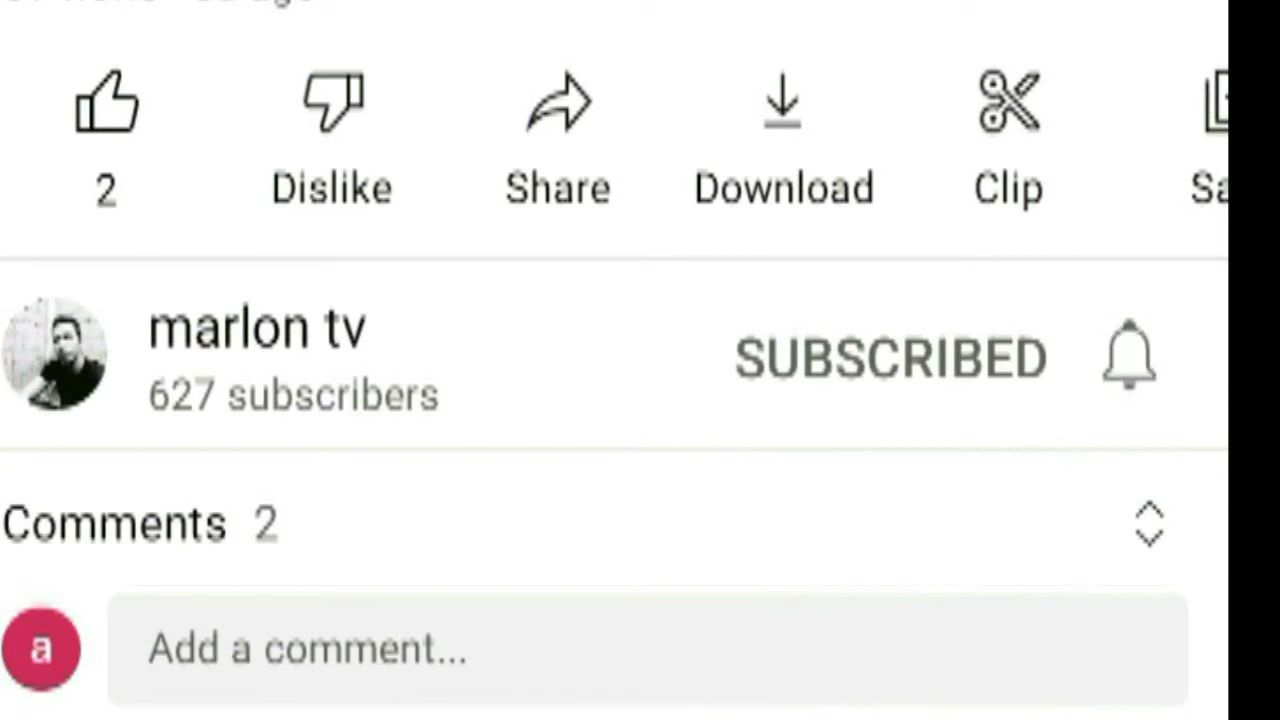 2 Dislike Share Download Clip
marlon tv
627 subscribers
SUBSCRIBED
Comments 2
a
Add a comment...